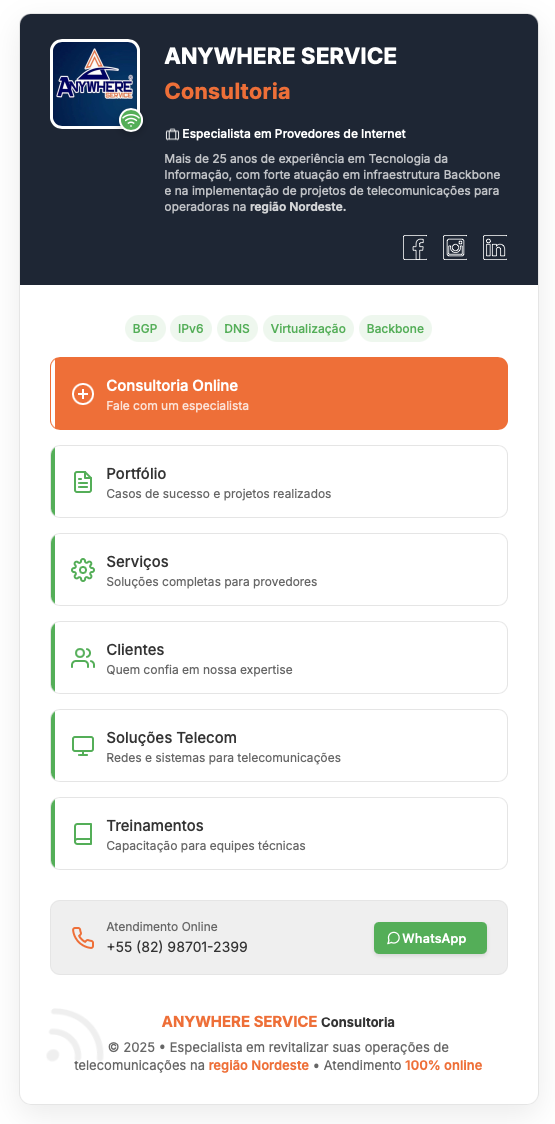 ANYWHERE SERVICE
Consultoria
ANYWHERE
SERVICE
Especialista em Provedores de Internet
Mais de 25 anos de experiência em Tecnologia da
Informação, com forte atuação em infraestrutura Backbone
e na implementação de projetos de telecomunicações para
operadoras na região Nordeste.
BGP IPv6 DNS Virtualização Backbone
Consultoria Online
Fale com um especialista
Portfólio
Casos de sucesso e projetos realizados
Serviços
Soluções completas para provedores
Clientes
Quem confia em nossa expertise
Soluções Telecom
Redes e sistemas para telecomunicações
Treinamentos
Capacitação para equipes técnicas
Atendimento Online
+55 (82) 98701-2399
WhatsApp
ANYWHERE SERVICE Consultoria
© 2025 • Especialista em revitalizar suas operações de
telecomunicações na região Nordeste • Atendimento 100% online